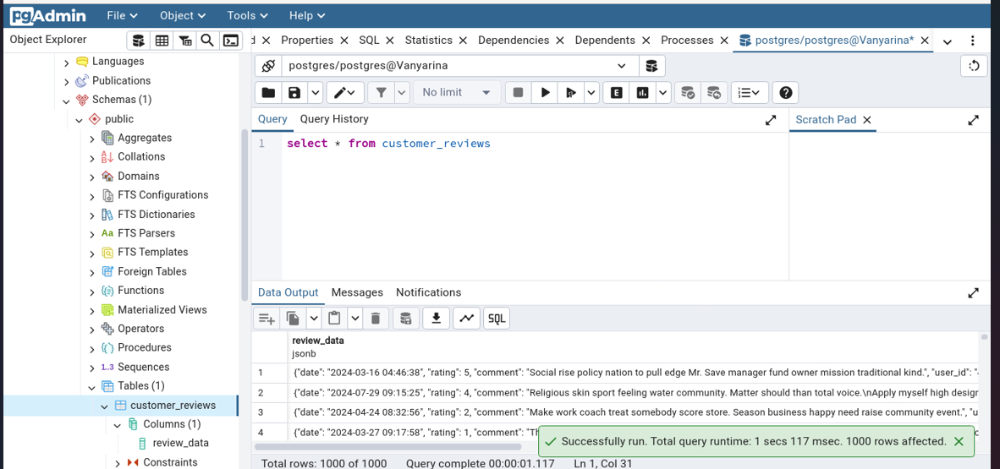 pgAdmin File Object Tools Help
Object Explorer
d Properties SQL Statistics Dependencies Dependents Processes postgres/postgres@Vanyarina*
postgres/postgres@Vanyarina
No limit
E
SQL
Languages
Publications
Schemas (1)
public
Aggregates
Collations
Domains
FTS Configurations
FTS Dictionaries
Aa FTS Parsers
FTS Templates
Foreign Tables
Functions
Materialized Views
Operators
Procedures
1..3 Sequences
Tables (1)
customer_reviews
Columns (1)
review_data
Constraints
Query Query History
Scratch Pad
1 select * from customer_reviews
Data Output Messages Notifications
review_data
jsonb
1 {"date": "2024-03-16 04:46:38", "rating": 5, "comment": "Social rise policy nation to pull edge Mr. Save manager fund owner mission traditional kind.", "user_id": "
2 {"date": "2024-07-29 09:15:25", "rating": 4, "comment": "Religious skin sport feeling water community. Matter should than total voice.\nApply myself high design
3 {"date": "2024-04-24 08:32:56", "rating": 2, "comment": "Make work coach treat somebody score store. Season business happy need raise community event.", "u
4 {"date": "2024-03-27 09:17:58", "rating": 1, "comment": "Th
Successfully run. Total query runtime: 1 secs 117 msec. 1000 rows affected.
Total rows: 1000 of 1000 Query complete 00:00:01.117 Ln 1, Col 31